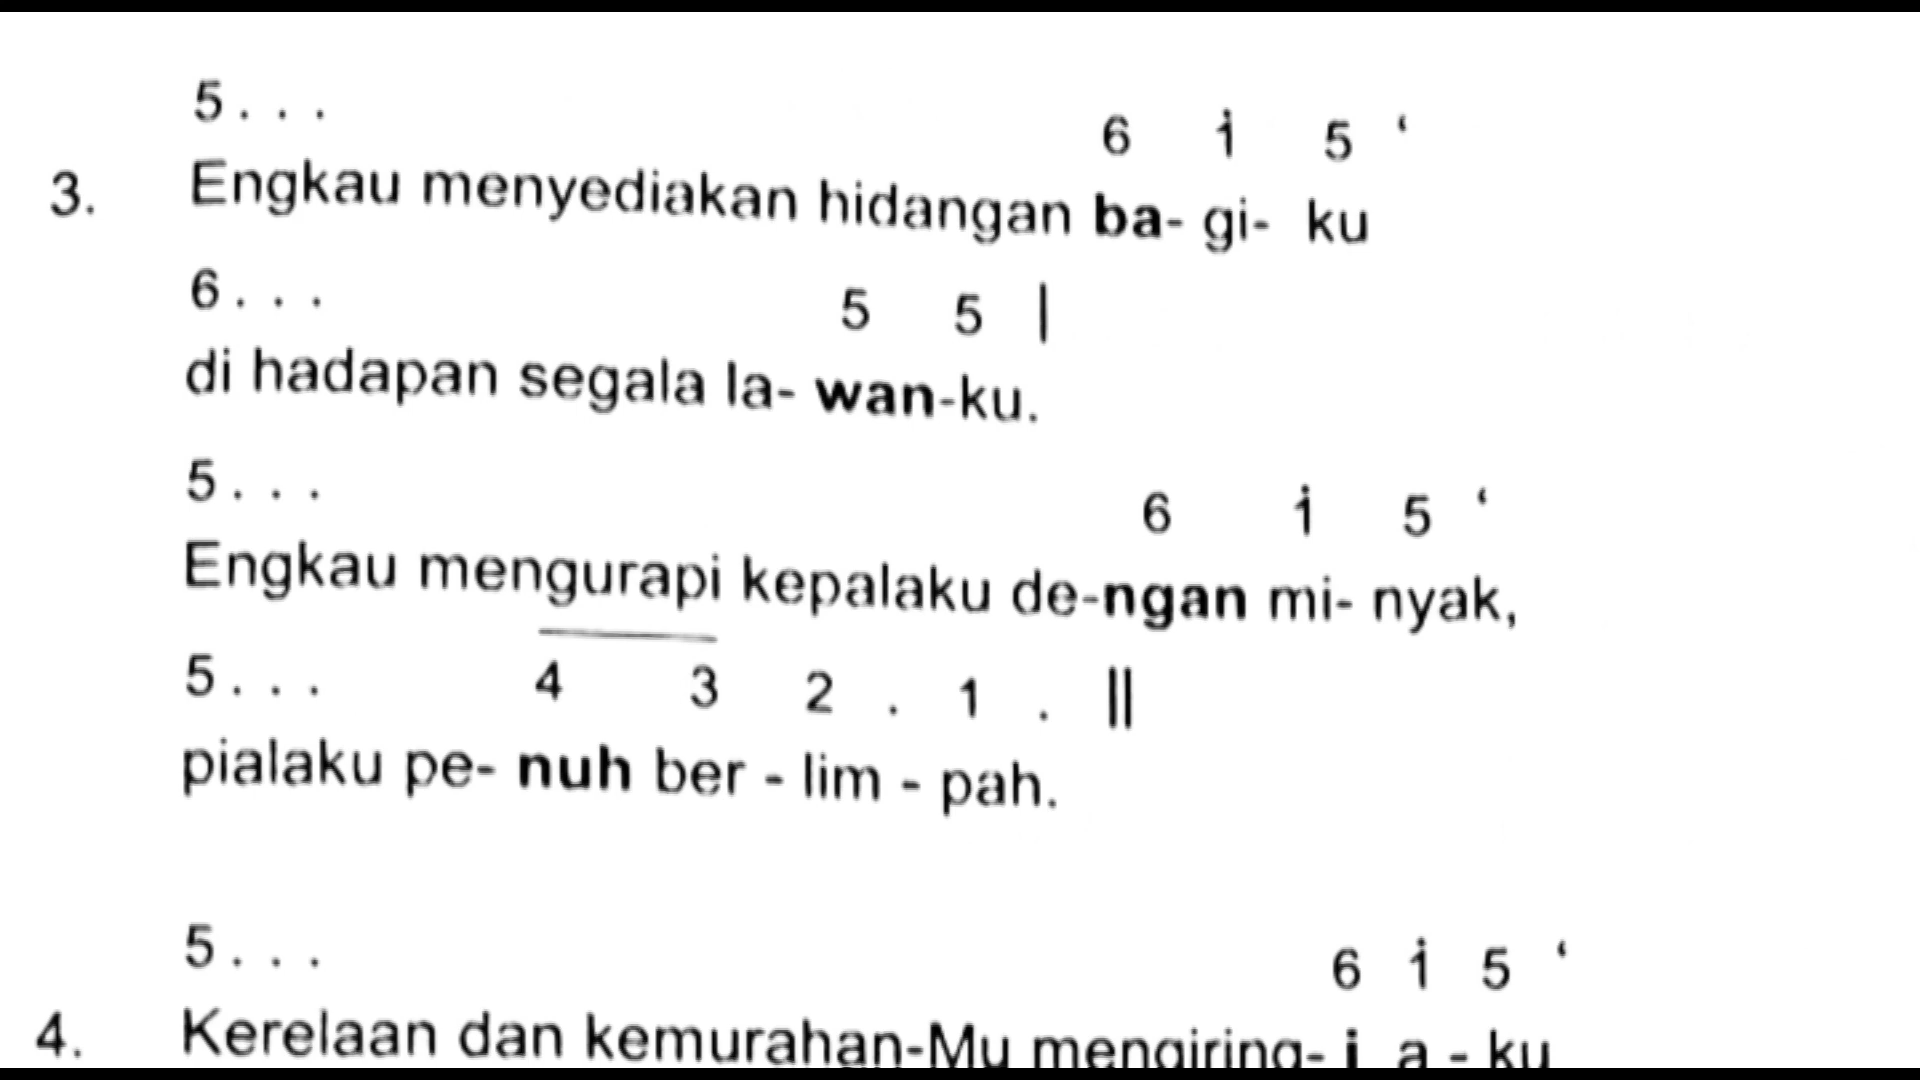 5 . . . 6 i 5 ‘
3. Engkau menyediakan hidangan ba- gi- ku
6 . . . 5 5 |
di hadapan segala la- wan-ku.
5 . . . 6 i 5 ‘
Engkau mengurapi kepalaku de-ngan mi- nyak,
5 . . . 4 3 2 . 1 . ||
pialaku pe- nuh ber - lim - pah.
5 . . . 6 i 5 ‘
4. Kerelaan dan kemurahan-Mu mengiring- i a - ku